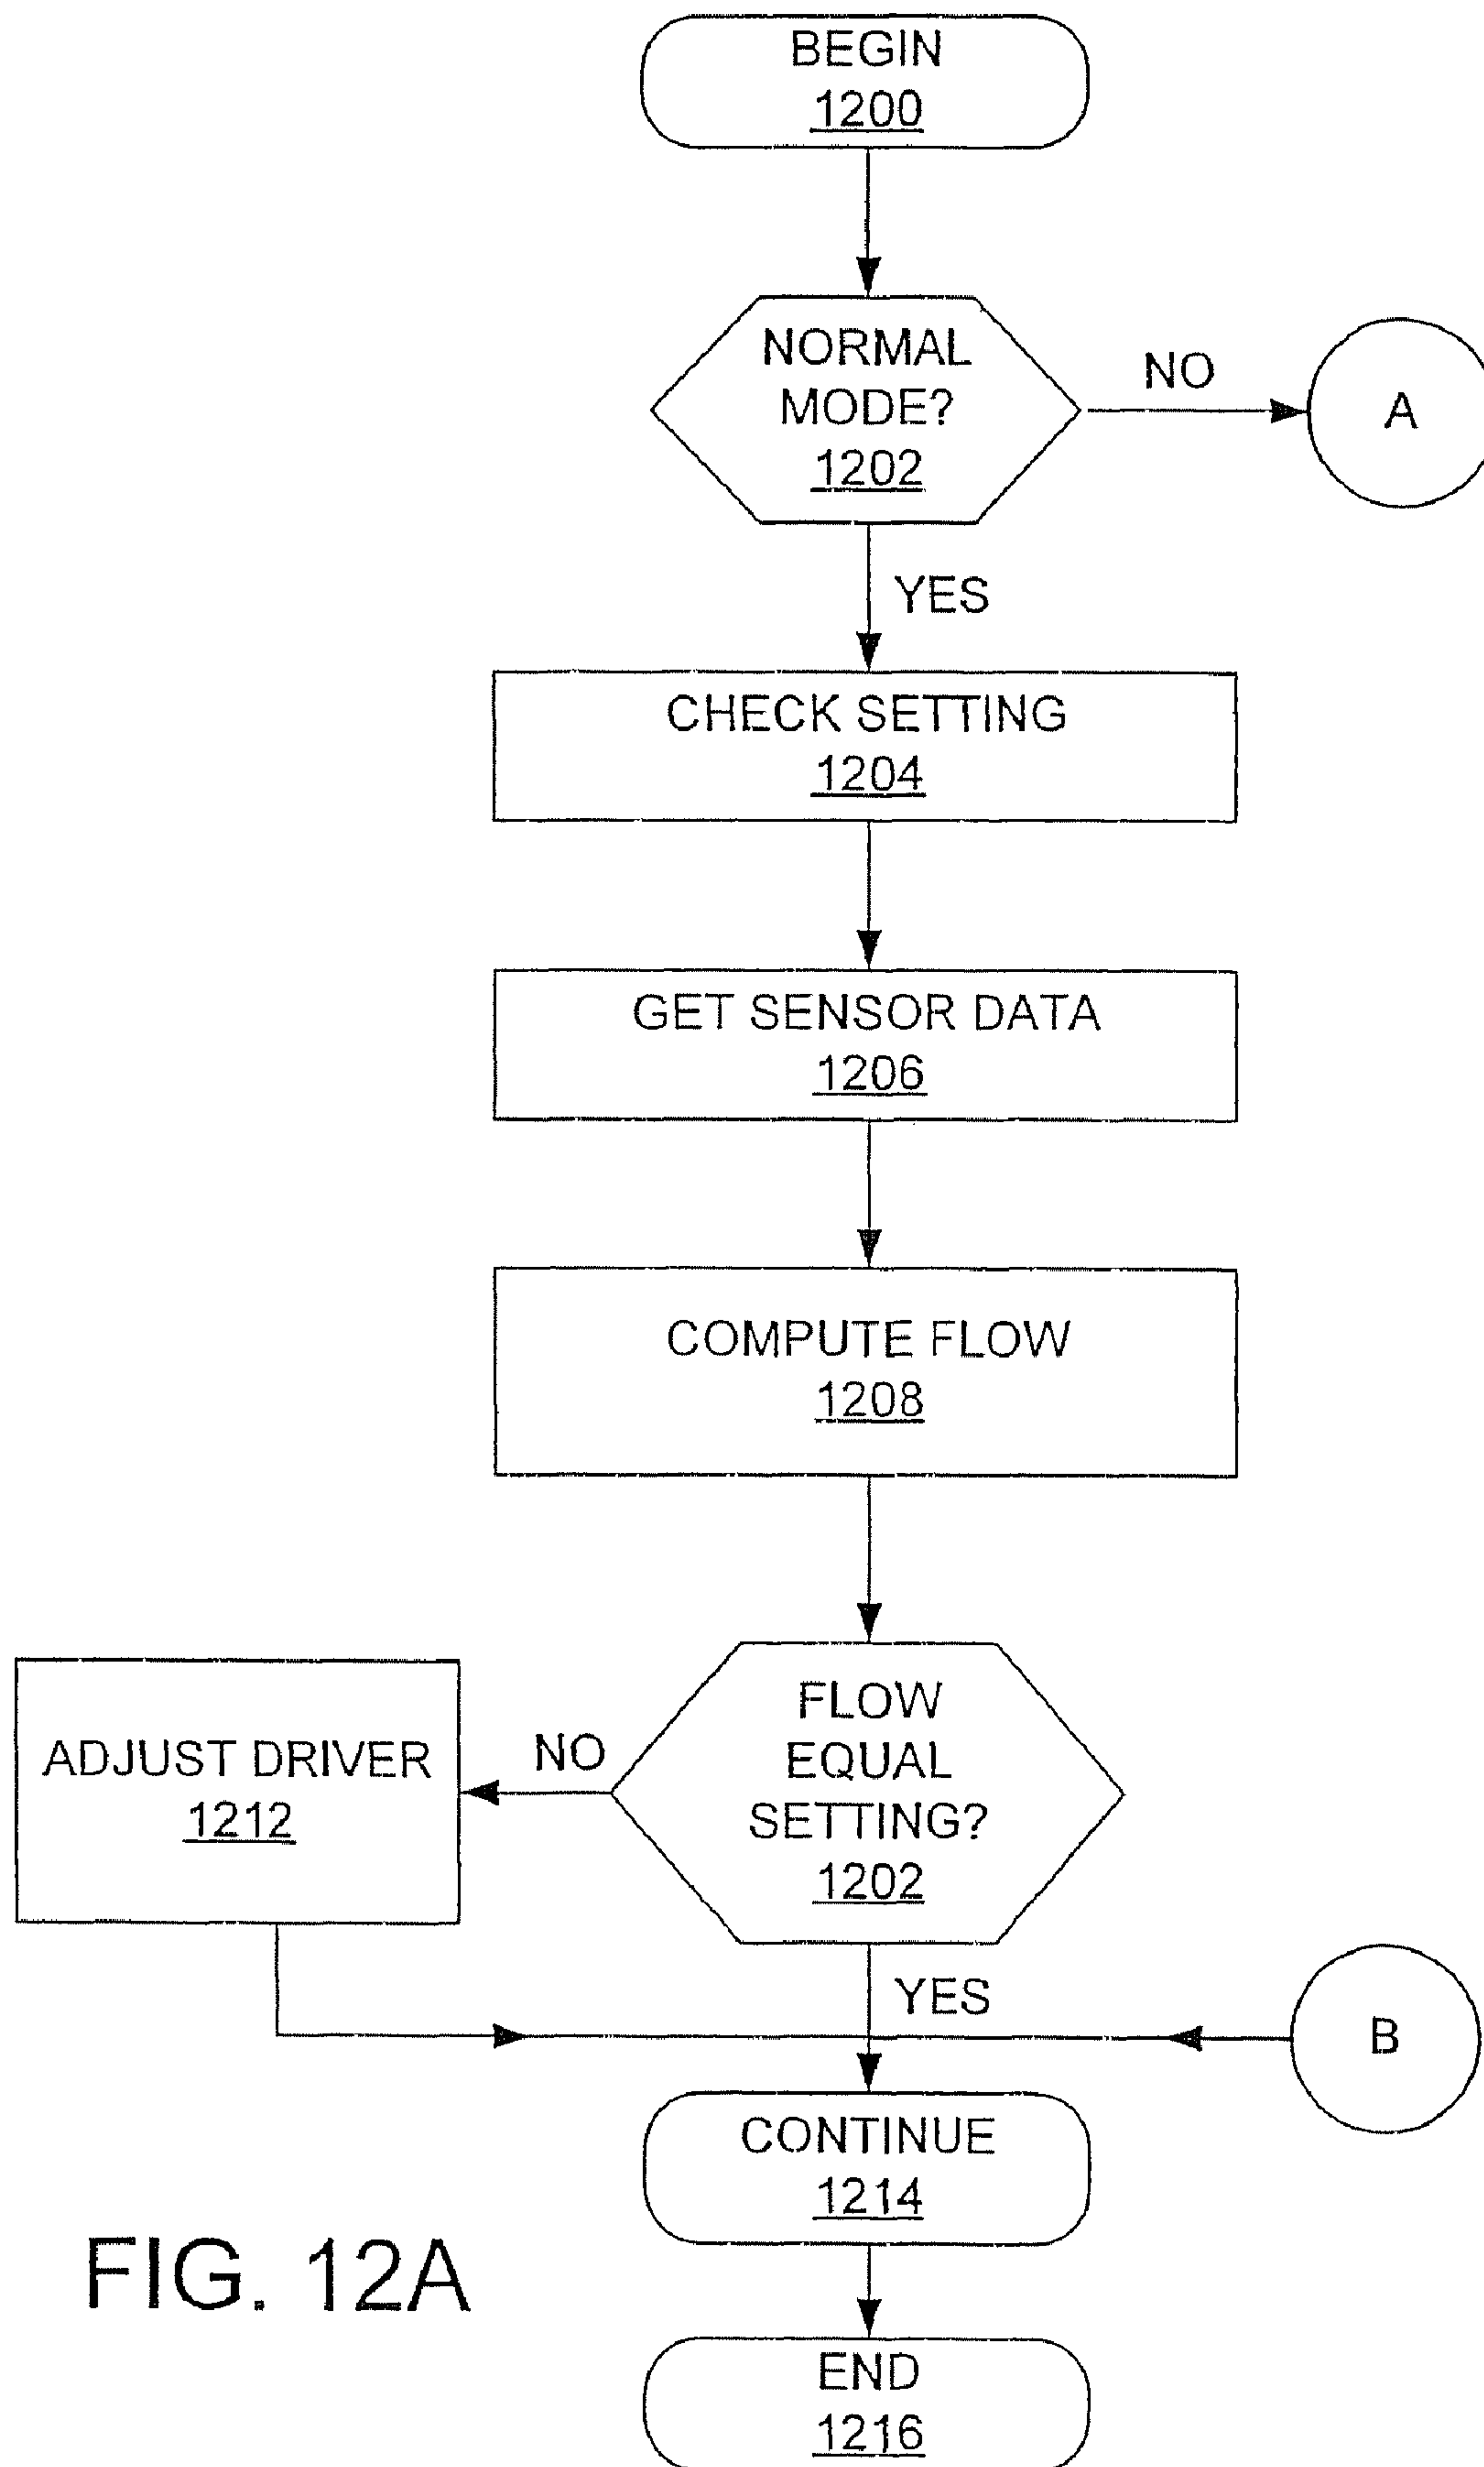 BEGIN
1200
NORMAL
MODE?
1202
NO
A
YES
CHECK SETTING
1204
GET SENSOR DATA
1206
COMPUTE FLOW
1208
FLOW
EQUAL
SETTING?
1202
NO
ADJUST DRIVER
1212
YES
B
CONTINUE
1214
END
1216
FIG. 12A